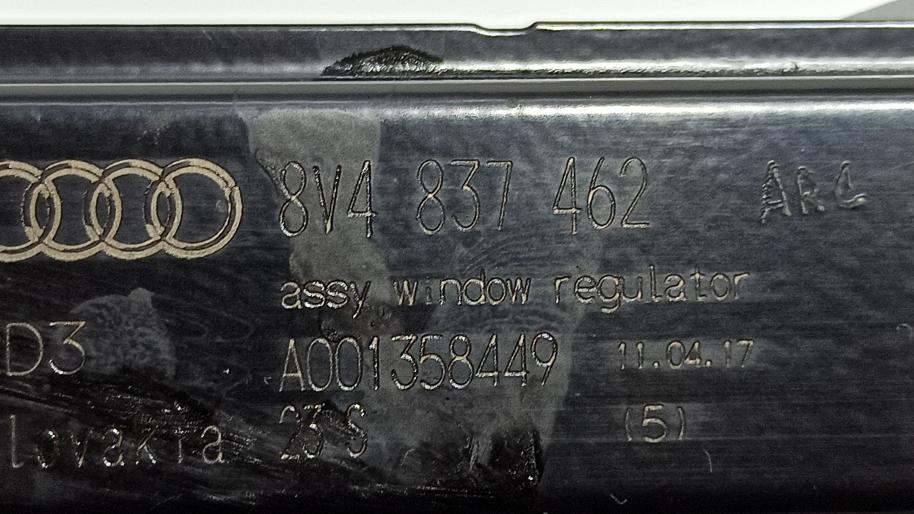 8V4 837 462 ARC
assy window regulator
D3 A001358449 11.04.17
lovakia 23 S (5)